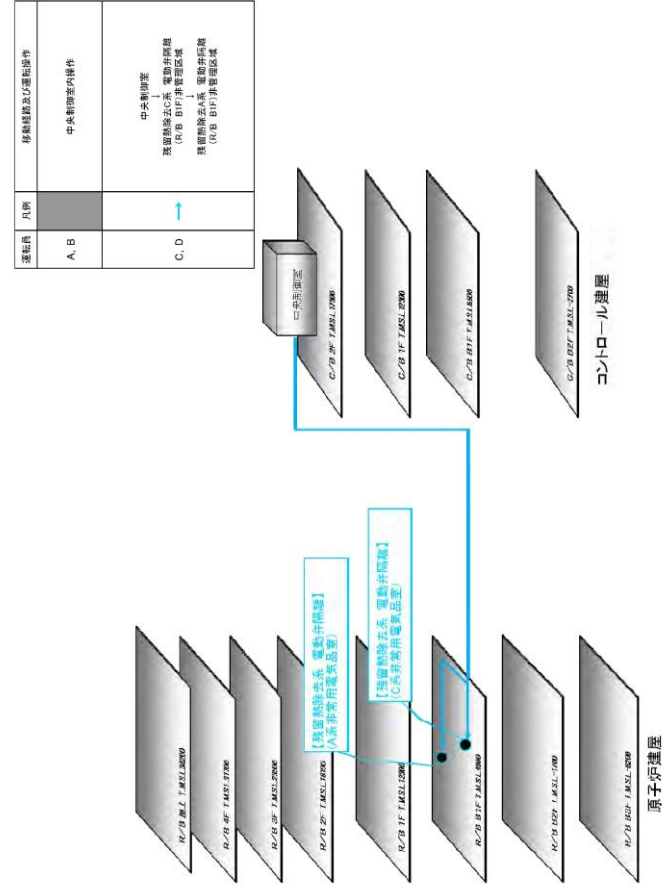 運転員 凡例 移動経路及び運転操作
A, B 中央制御室内操作
C, D → 中央制御室
↓
残留熱除去C系 電動弁隔離
(R/B B1F)非管理区域
↓
残留熱除去A系 電動弁隔離
(R/B B1F)非管理区域
中央制御室
C/B 2F T.M.S.L.17300
C/B 1F T.M.S.L.12300
C/B B1F T.M.S.L.6500
C/B B2F T.M.S.L.-2700
コントロール建屋
【残留熱除去系 電動弁隔離】
(A系非常用電気品室)
【残留熱除去系 電動弁隔離】
(C系非常用電気品室)
R/B 4F T.M.S.L.31700
R/B 3F T.M.S.L.23500
R/B 2F T.M.S.L.18100
R/B 1F T.M.S.L.12300
R/B B1F T.M.S.L.4800
R/B B2F T.M.S.L.-1700
R/B B3F T.M.S.L.-8200
原子炉建屋